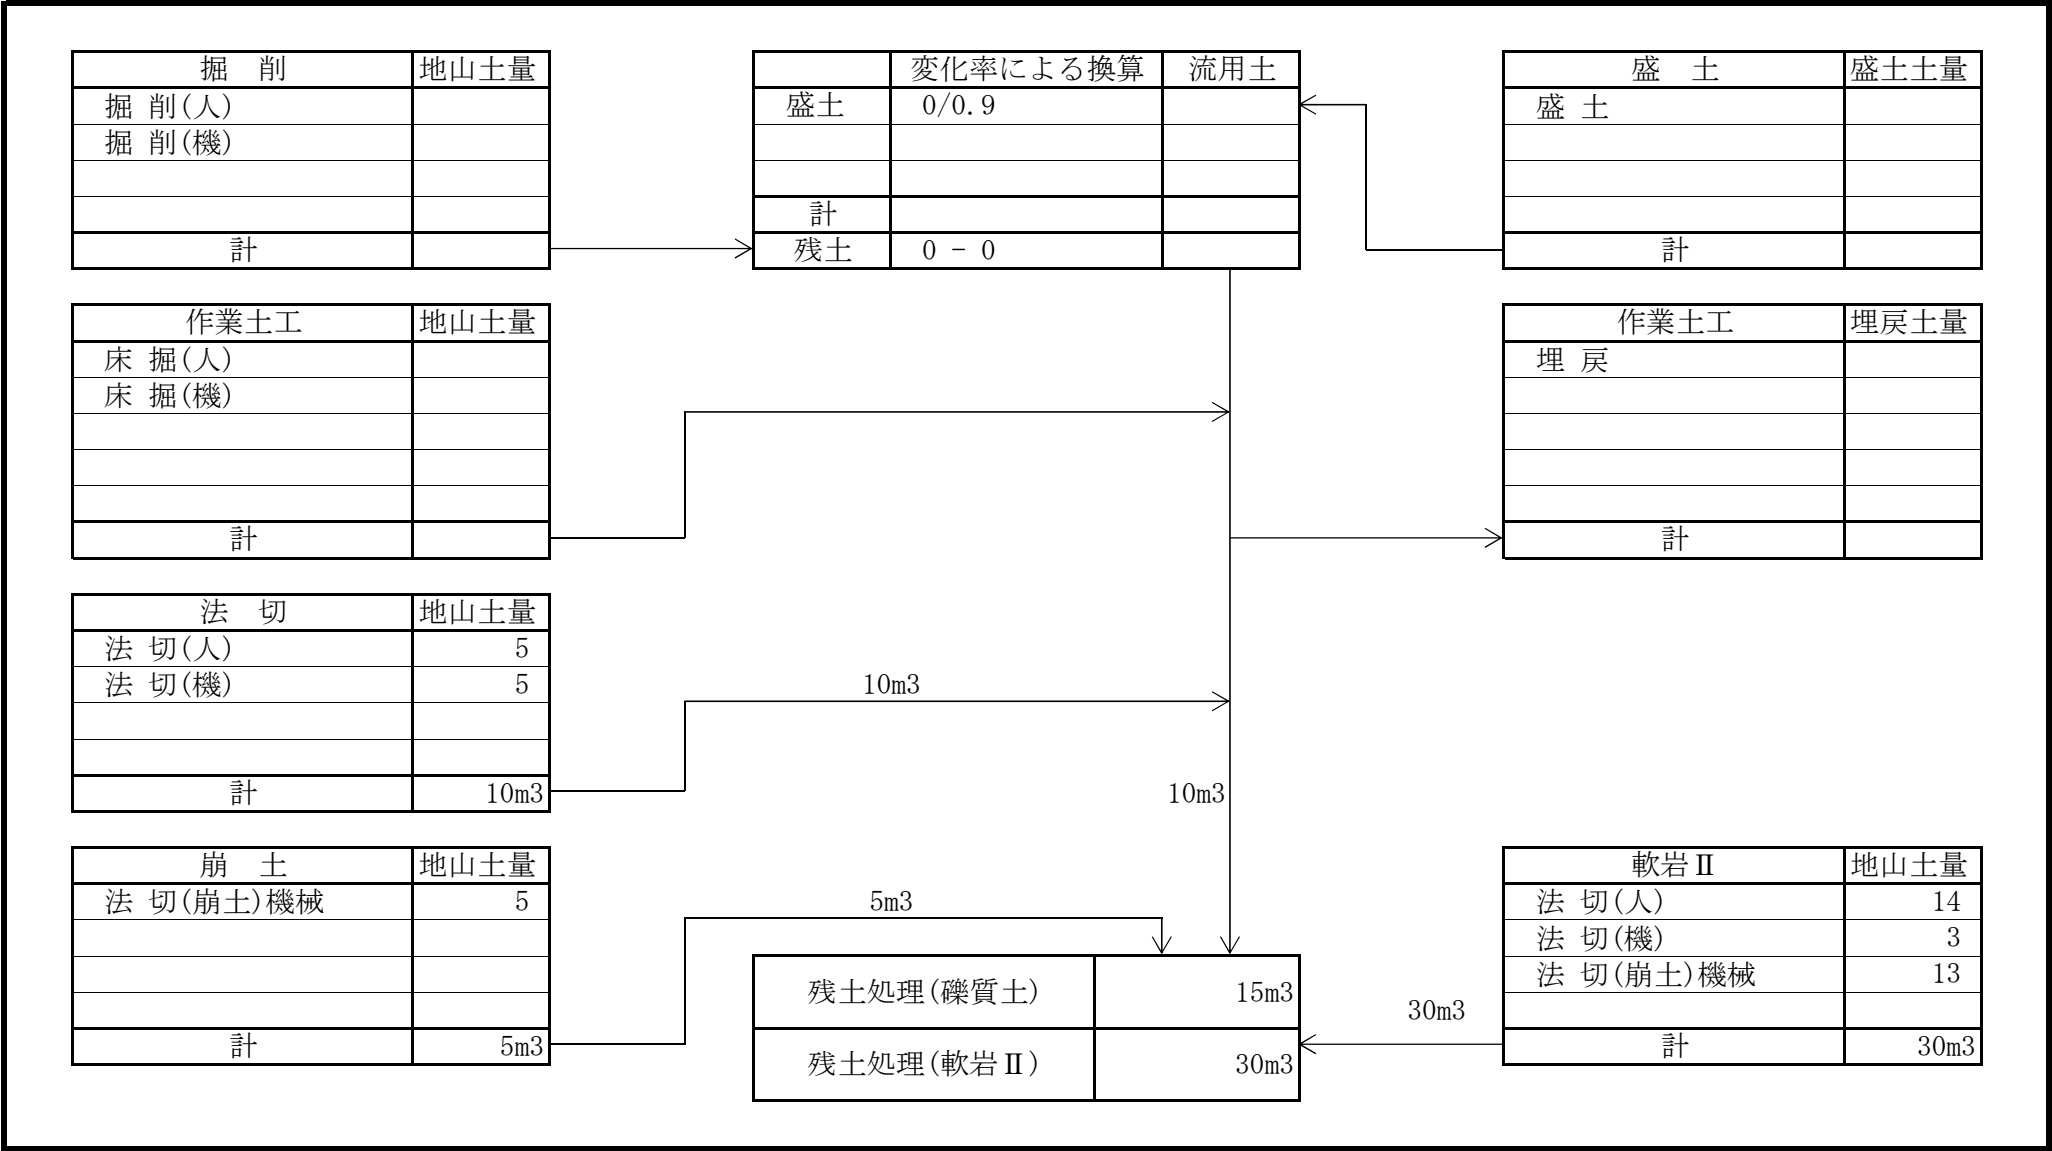 掘　削 地山土量
掘 削(人)
掘 削(機)
計
変化率による換算 流用土
盛土 0/0.9
計
残土 0 - 0
盛　土 盛土土量
盛 土
計
作業土工 地山土量
床 掘(人)
床 掘(機)
計
作業土工 埋戻土量
埋 戻
計
法　切 地山土量
法 切(人) 5
法 切(機) 5
計 10m3
10m3
10m3
崩　土 地山土量
法 切(崩土)機械 5
計 5m3
5m3
残土処理(礫質土) 15m3
残土処理(軟岩Ⅱ) 30m3
30m3
軟岩Ⅱ 地山土量
法 切(人) 14
法 切(機) 3
法 切(崩土)機械 13
計 30m3